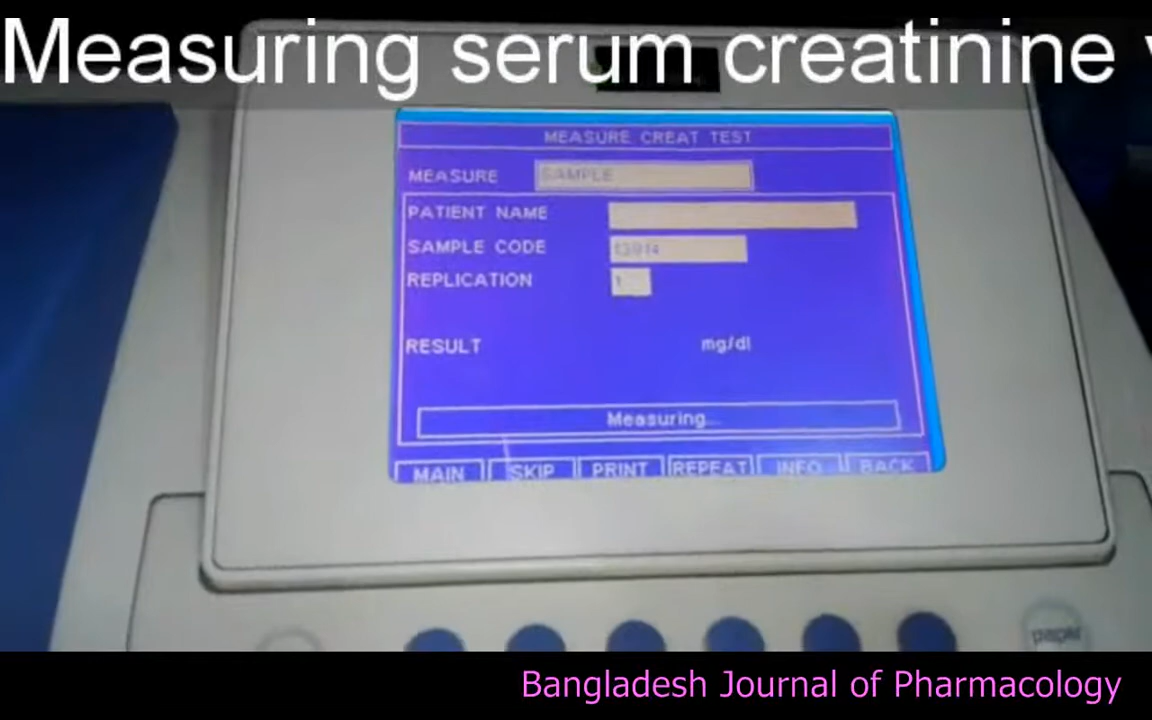 Measuring serum creatinine
MEASURE CREAT TEST
MEASURE SAMPLE
PATIENT NAME
SAMPLE CODE
REPLICATION 1
RESULT mg/dl
Measuring...
MAIN SKIP PRINT REPEAT INFO BACK
paper
Bangladesh Journal of Pharmacology